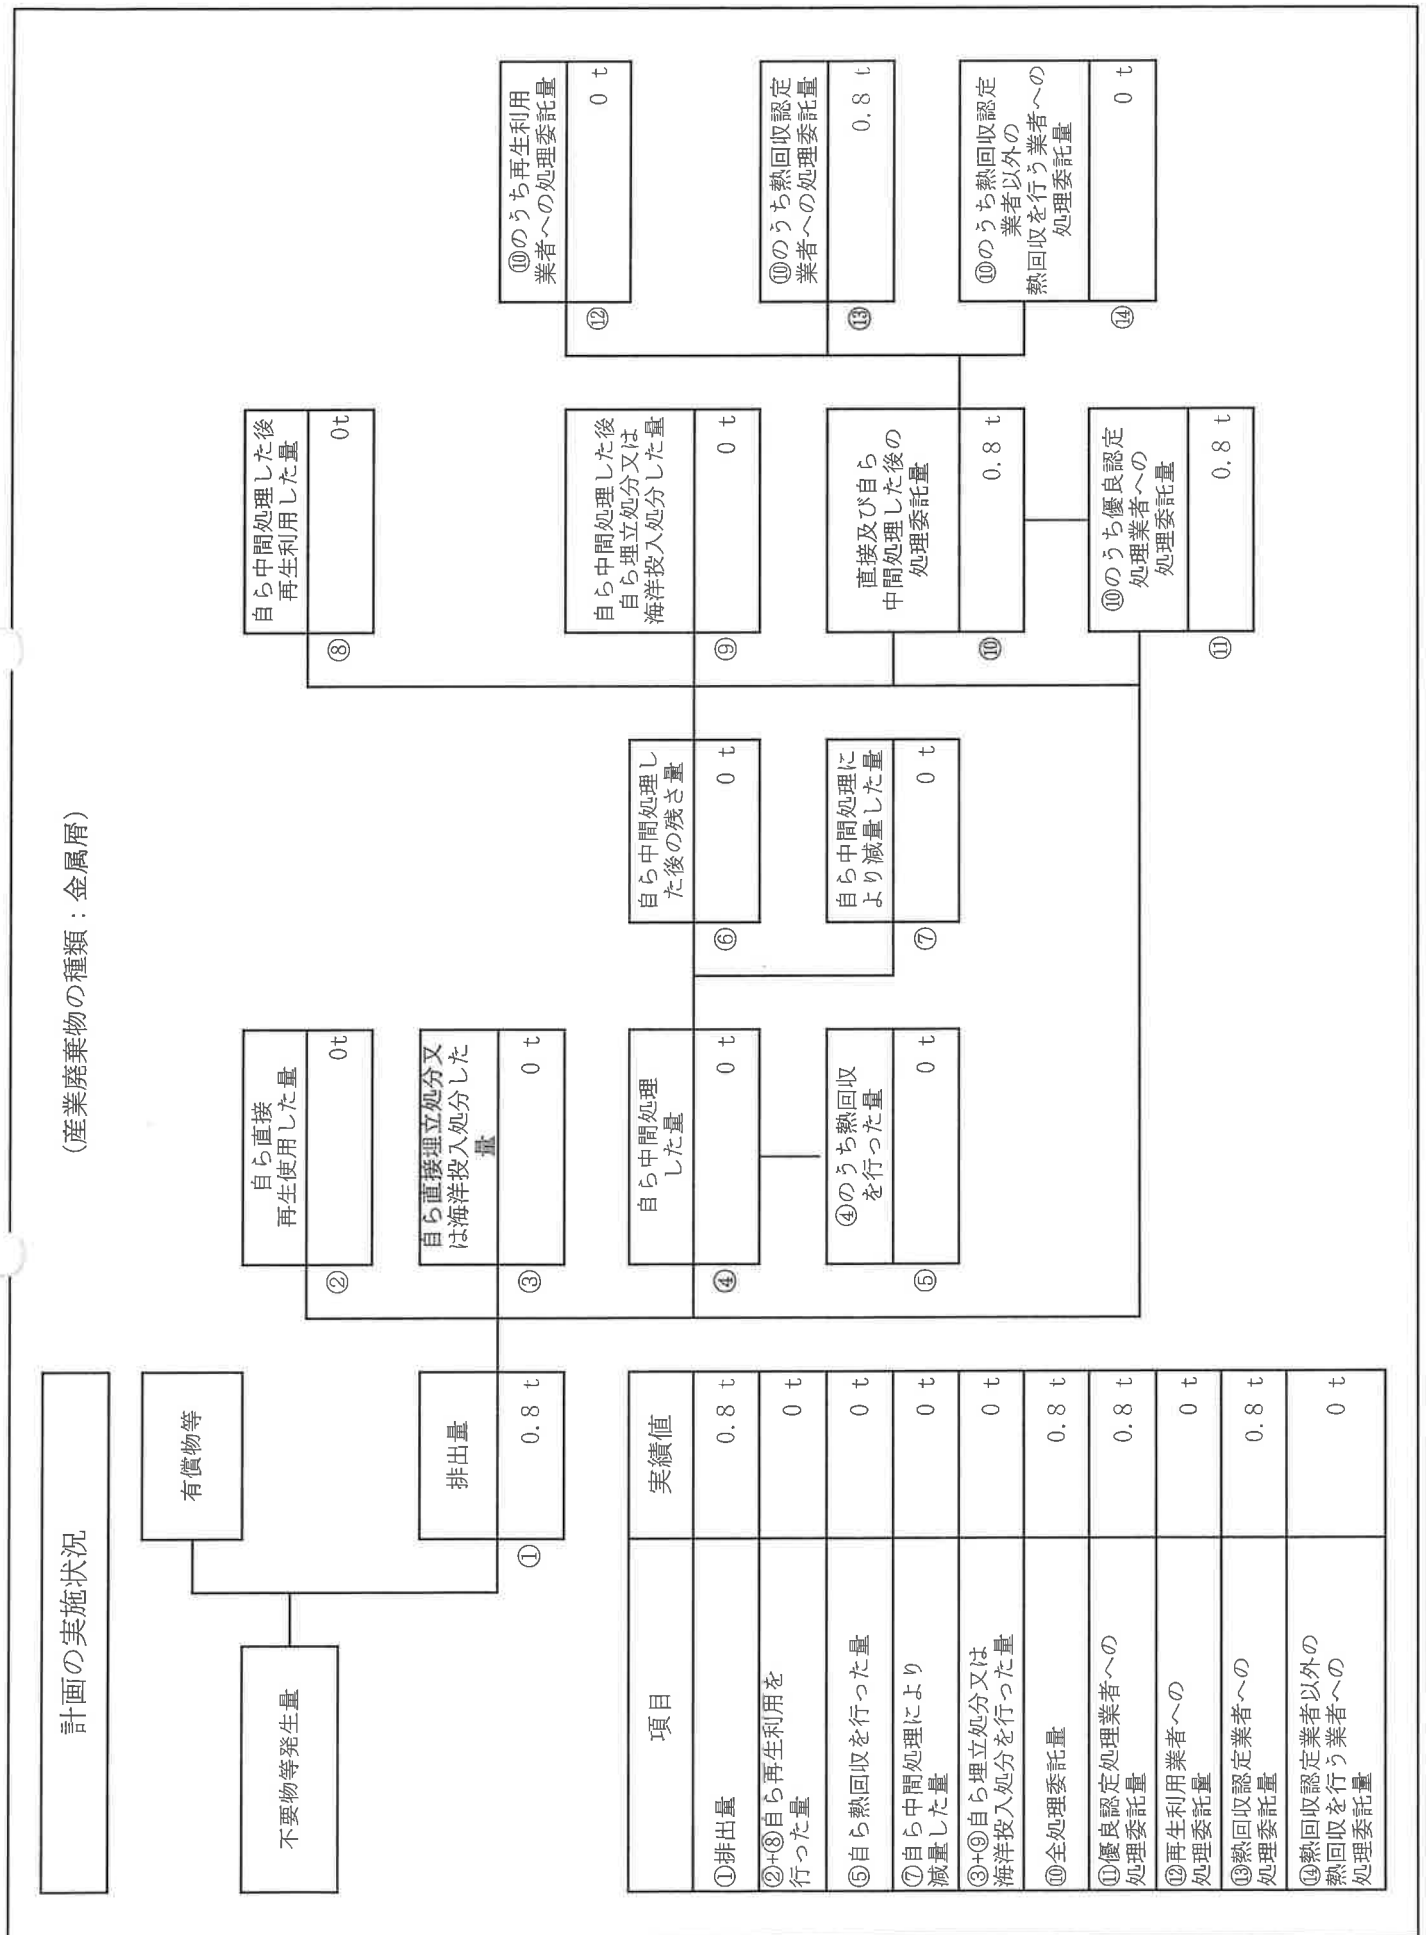 計画の実施状況
(産業廃棄物の種類：金属屑)
不要物等発生量
有償物等
排出量
① 0.8 t
自ら直接
再生使用した量
② 0t
自ら直接埋立処分又
は海洋投入処分した
量
③ 0 t
自ら中間処理
した量
④ 0 t
④のうち熱回収
を行った量
⑤ 0 t
自ら中間処理し
た後の残さ量
⑥ 0 t
自ら中間処理に
より減量した量
⑦ 0 t
自ら中間処理した後
再生利用した量
⑧ 0t
自ら中間処理した後
自ら埋立処分又は
海洋投入処分した量
⑨ 0 t
直接及び自ら
中間処理した後の
処理委託量
⑩ 0.8 t
⑩のうち優良認定
処理業者への
処理委託量
⑪ 0.8 t
⑩のうち再生利用
業者への処理委託量
⑫ 0 t
⑩のうち熱回収認定
業者への処理委託量
⑬ 0.8 t
⑩のうち熱回収認定
業者以外の
熱回収を行う業者への
処理委託量
⑭ 0 t
項目 実績値
①排出量 0.8 t
②+⑧自ら再生利用を
行った量 0 t
⑤自ら熱回収を行った量 0 t
⑦自ら中間処理により
減量した量 0 t
③+⑨自ら埋立処分又は
海洋投入処分を行った量 0 t
⑩全処理委託量 0.8 t
⑪優良認定処理業者への
処理委託量 0.8 t
⑫再生利用業者への
処理委託量 0 t
⑬熱回収認定業者への
処理委託量 0.8 t
⑭熱回収認定業者以外の
熱回収を行う業者への
処理委託量 0 t